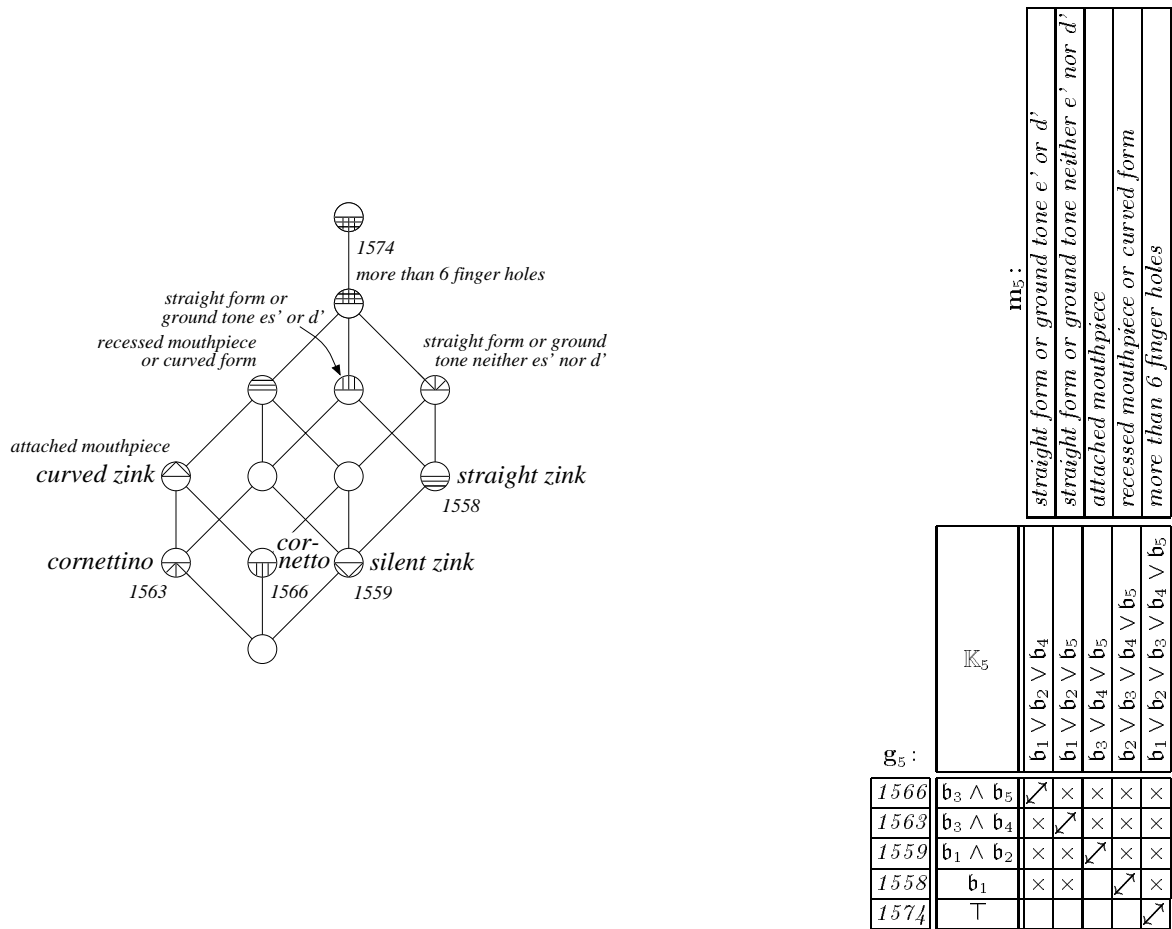 1574
more than 6 finger holes
straight form or
ground tone es' or d'
recessed mouthpiece
or curved form
straight form or ground
tone neither es' nor d'
attached mouthpiece
curved zink
straight zink
1558
cornettino
cor-
netto
silent zink
1563
1566
1559
m₅:
straight form or ground tone e' or d'
straight form or ground tone neither e' nor d'
attached mouthpiece
recessed mouthpiece or curved form
more than 6 finger holes
g₅:
𝕂₅
𝔟₁ ∨ 𝔟₂ ∨ 𝔟₄
𝔟₁ ∨ 𝔟₂ ∨ 𝔟₅
𝔟₃ ∨ 𝔟₄ ∨ 𝔟₅
𝔟₂ ∨ 𝔟₃ ∨ 𝔟₄ ∨ 𝔟₅
𝔟₁ ∨ 𝔟₂ ∨ 𝔟₃ ∨ 𝔟₄ ∨ 𝔟₅
1566 𝔟₃ ∧ 𝔟₅ ⤢ × × × ×
1563 𝔟₃ ∧ 𝔟₄ × ⤢ × × ×
1559 𝔟₁ ∧ 𝔟₂ × × ⤢ × ×
1558 𝔟₁ × × ⤢ ×
1574 ⊤ ⤢